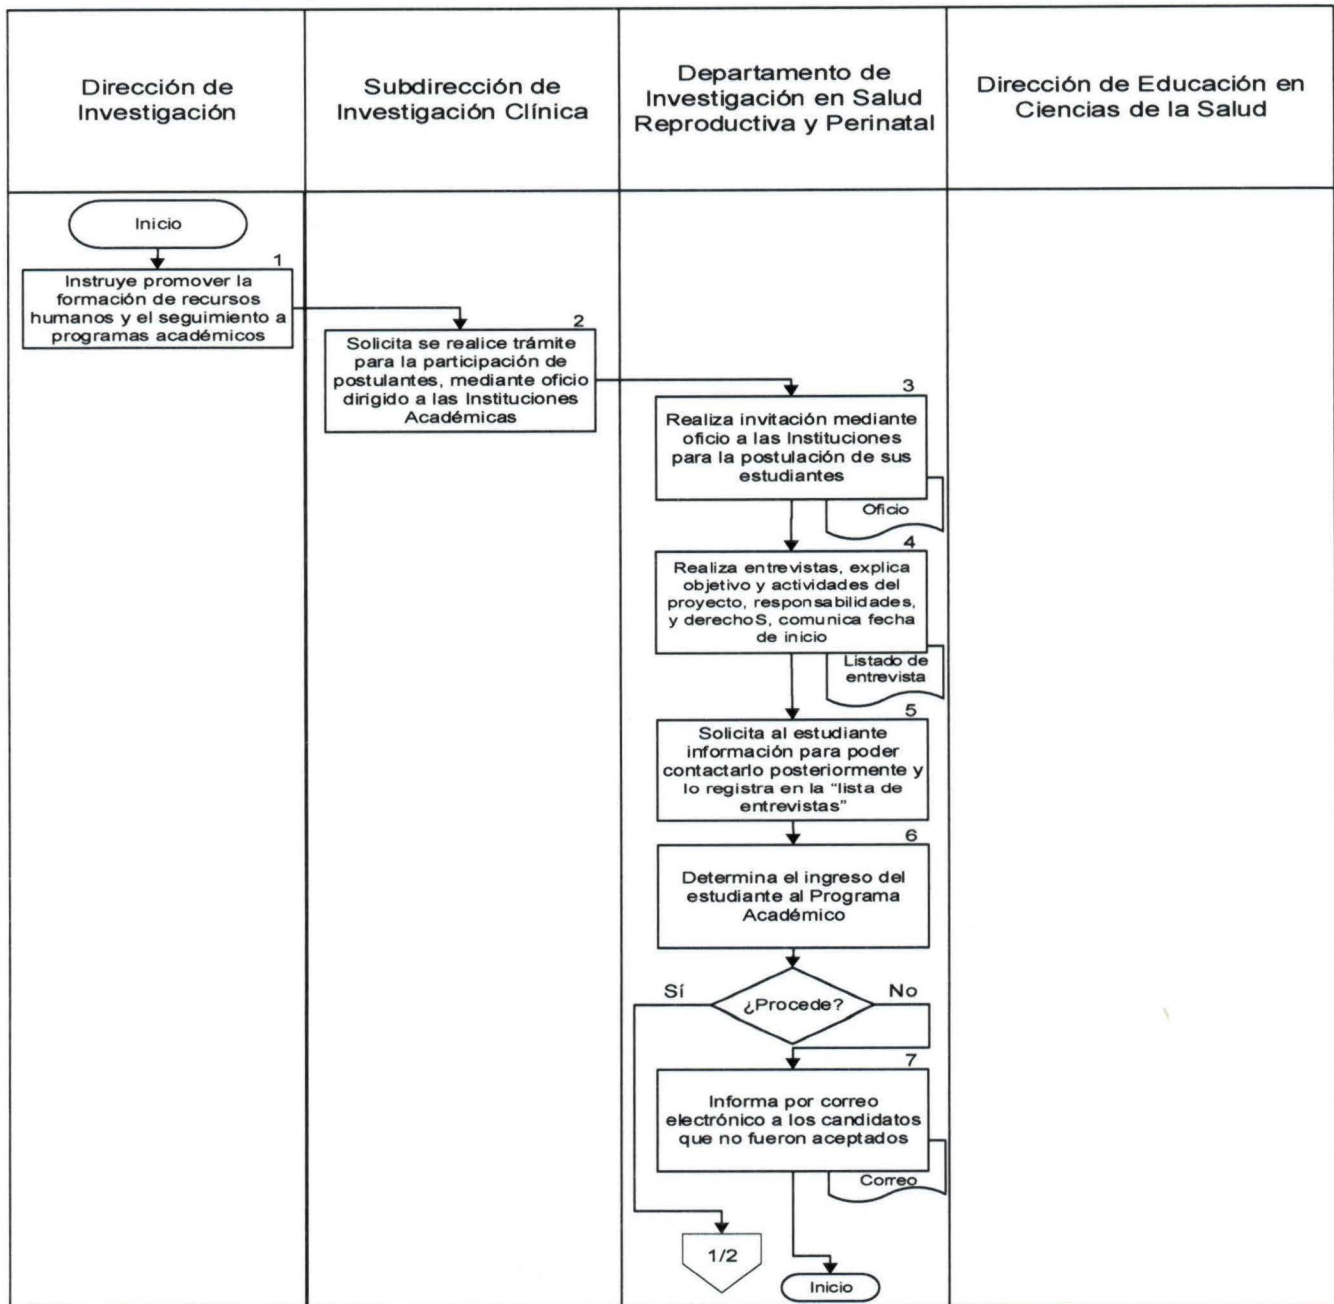 Dirección de
Investigación
Subdirección de
Investigación Clínica
Departamento de
Investigación en Salud
Reproductiva y Perinatal
Dirección de Educación en
Ciencias de la Salud
Inicio
1
Instruye promover la
formación de recursos
humanos y el seguimiento a
programas académicos
2
Solicita se realice trámite
para la participación de
postulantes, mediante oficio
dirigido a las Instituciones
Académicas
3
Realiza invitación mediante
oficio a las Instituciones
para la postulación de sus
estudiantes
Oficio
4
Realiza entrevistas, explica
objetivo y actividades del
proyecto, responsabilidades,
y derechoS, comunica fecha
de inicio
Listado de
entrevista
5
Solicita al estudiante
información para poder
contactarlo posteriormente y
lo registra en la “lista de
entrevistas”
6
Determina el ingreso del
estudiante al Programa
Académico
Sí
¿Procede?
No
7
Informa por correo
electrónico a los candidatos
que no fueron aceptados
Correo
1/2
Inicio